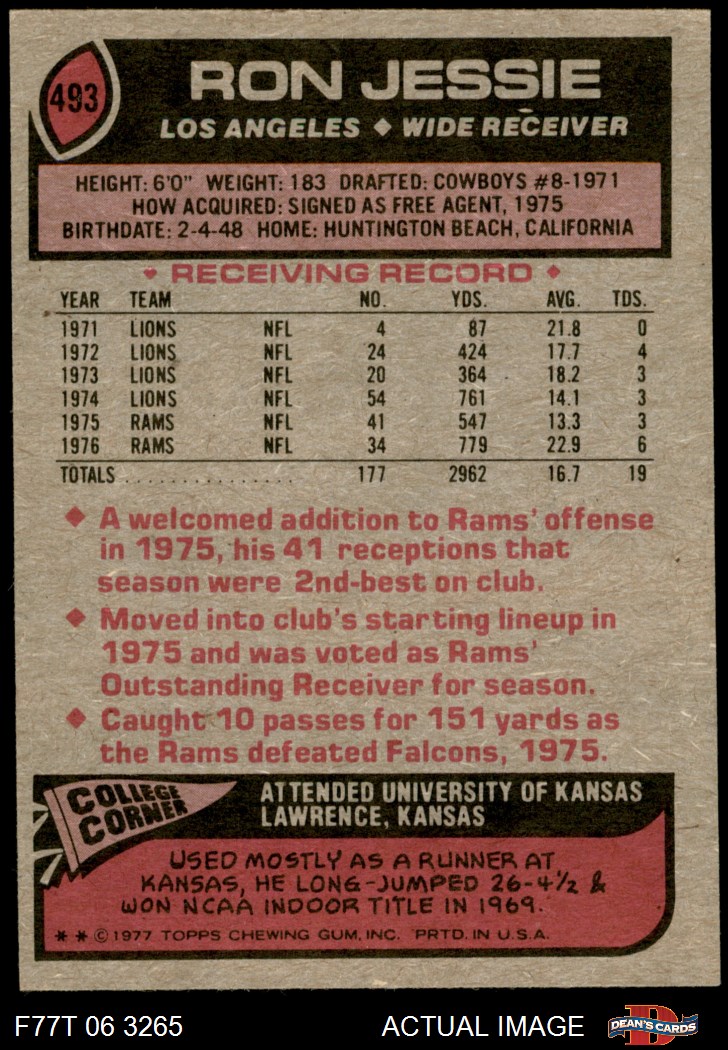 493
RON JESSIE
LOS ANGELES ◆ WIDE RECEIVER
HEIGHT: 6'0" WEIGHT: 183 DRAFTED: COWBOYS #8-1971
HOW ACQUIRED: SIGNED AS FREE AGENT, 1975
BIRTHDATE: 2-4-48 HOME: HUNTINGTON BEACH, CALIFORNIA
◆ RECEIVING RECORD ◆
YEAR TEAM NO. YDS. AVG. TDS.
1971 LIONS NFL 4 87 21.8 0
1972 LIONS NFL 24 424 17.7 4
1973 LIONS NFL 20 364 18.2 3
1974 LIONS NFL 54 761 14.1 3
1975 RAMS NFL 41 547 13.3 3
1976 RAMS NFL 34 779 22.9 6
TOTALS . . . . . . . . . . . . . . . . 177 2962 16.7 19
◆ A welcomed addition to Rams' offense
in 1975, his 41 receptions that
season were 2nd-best on club.
◆ Moved into club's starting lineup in
1975 and was voted as Rams'
Outstanding Receiver for season.
◆ Caught 10 passes for 151 yards as
the Rams defeated Falcons, 1975.
COLLEGE
CORNER
ATTENDED UNIVERSITY OF KANSAS
LAWRENCE, KANSAS
USED MOSTLY AS A RUNNER AT
KANSAS, HE LONG-JUMPED 26-4½ &
WON NCAA INDOOR TITLE IN 1969.
** © 1977 TOPPS CHEWING GUM, INC. PRTD. IN U.S.A.
F77T 06 3265 ACTUAL IMAGE
D
DEAN'S CARDS